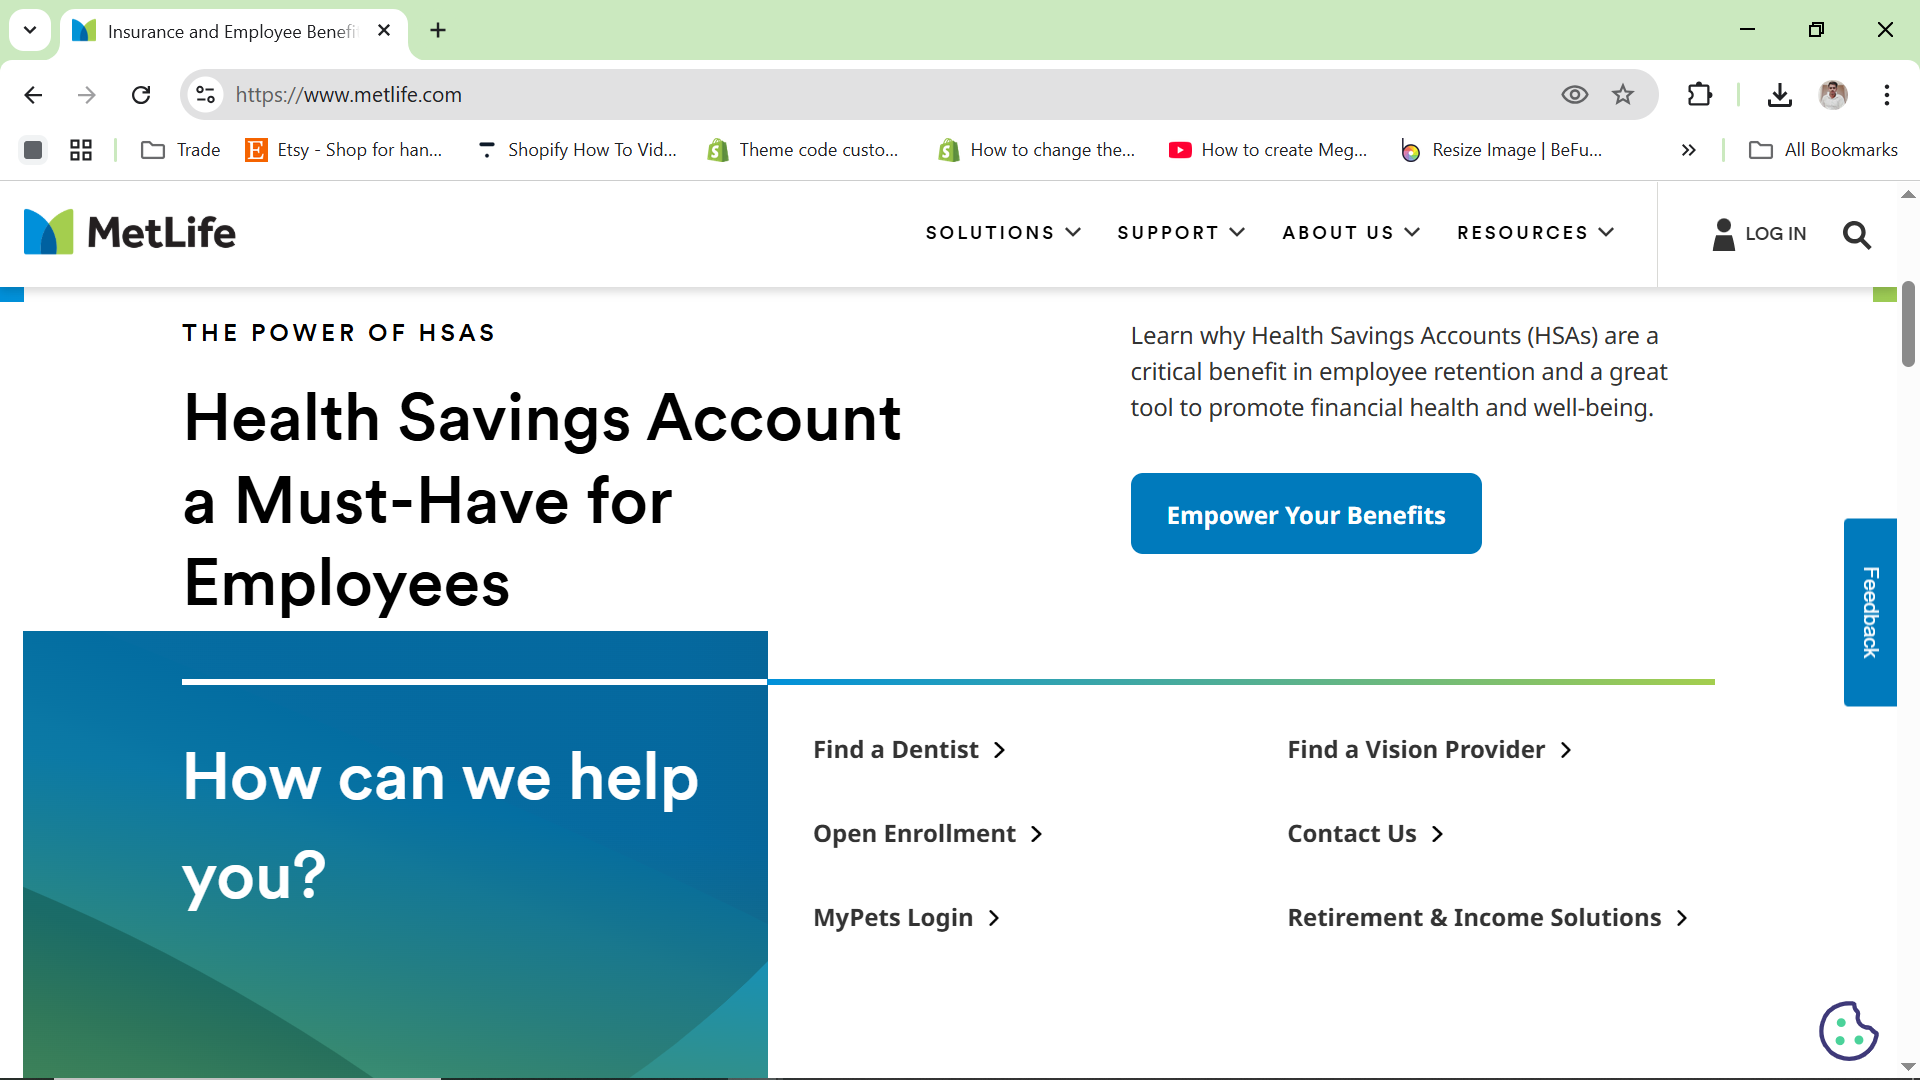 Insurance and Employee Benefi
https://www.metlife.com
Trade
Etsy - Shop for han...
Shopify How To Vid...
Theme code custo...
How to change the...
How to create Meg...
Resize Image | BeFu...
All Bookmarks
MetLife
SOLUTIONS
SUPPORT
ABOUT US
RESOURCES
LOG IN
THE POWER OF HSAS
Health Savings Account
a Must-Have for
Employees
Learn why Health Savings Accounts (HSAs) are a
critical benefit in employee retention and a great
tool to promote financial health and well-being.
Empower Your Benefits
Feedback
How can we help
you?
Find a Dentist
Find a Vision Provider
Open Enrollment
Contact Us
MyPets Login
Retirement & Income Solutions